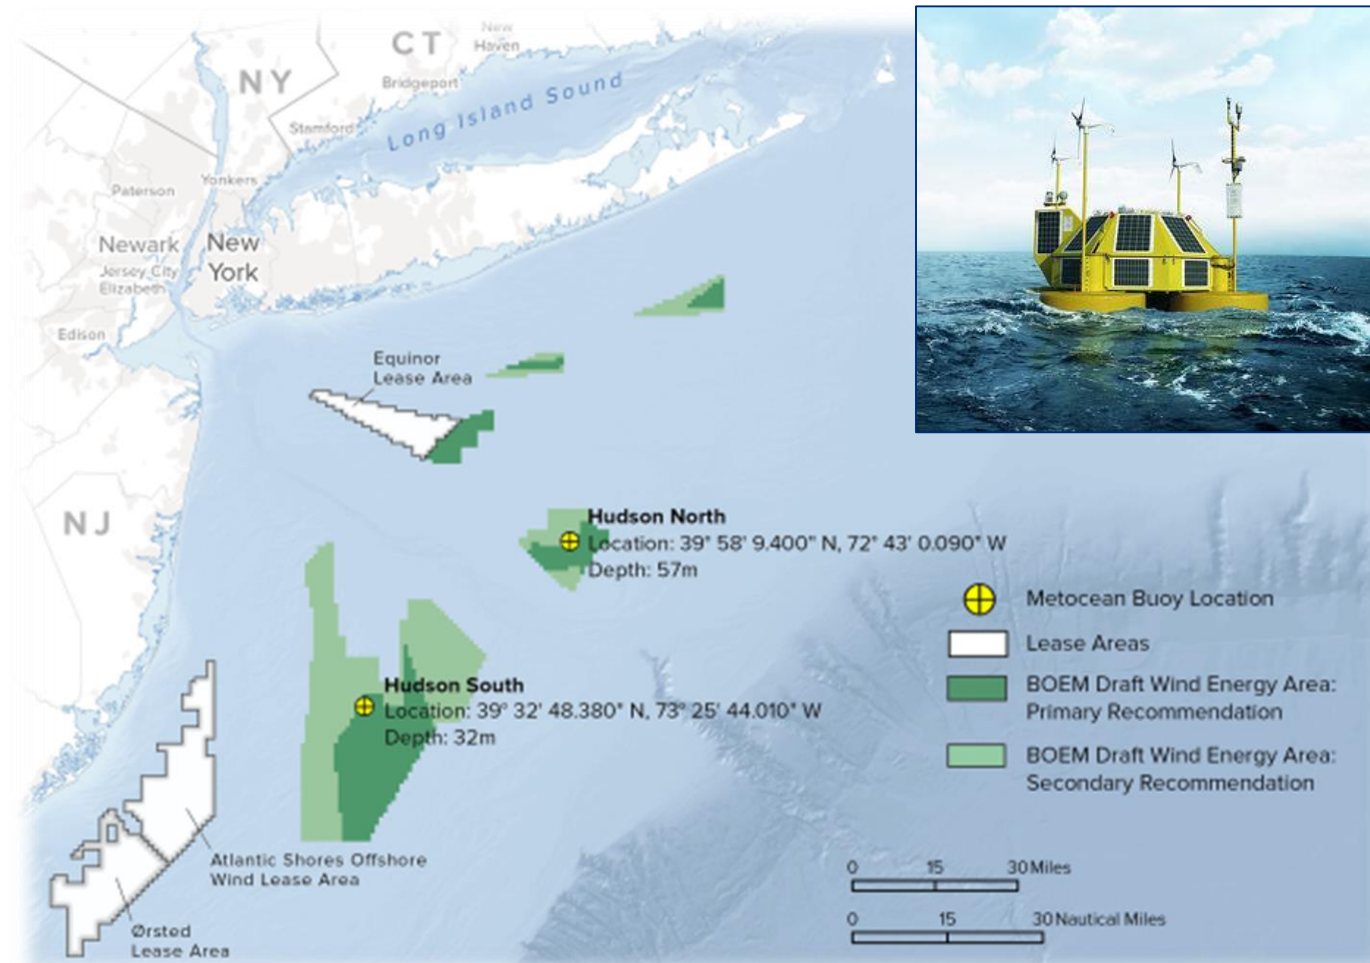 CT
New
Haven
NY
Bridgeport
Stamford
Long Island Sound
Yonkers
Paterson
Newark
New
York
Jersey City
Elizabeth
Edison
Equinor
Lease Area
NJ
Hudson North
Location: 39° 58' 9.400" N, 72° 43' 0.090" W
Depth: 57m
Metocean Buoy Location
Lease Areas
BOEM Draft Wind Energy Area:
Primary Recommendation
BOEM Draft Wind Energy Area:
Secondary Recommendation
Hudson South
Location: 39° 32' 48.380" N, 73° 25' 44.010" W
Depth: 32m
Atlantic Shores Offshore
Wind Lease Area
Ørsted
Lease Area
0 15 30 Miles
0 15 30 Nautical Miles